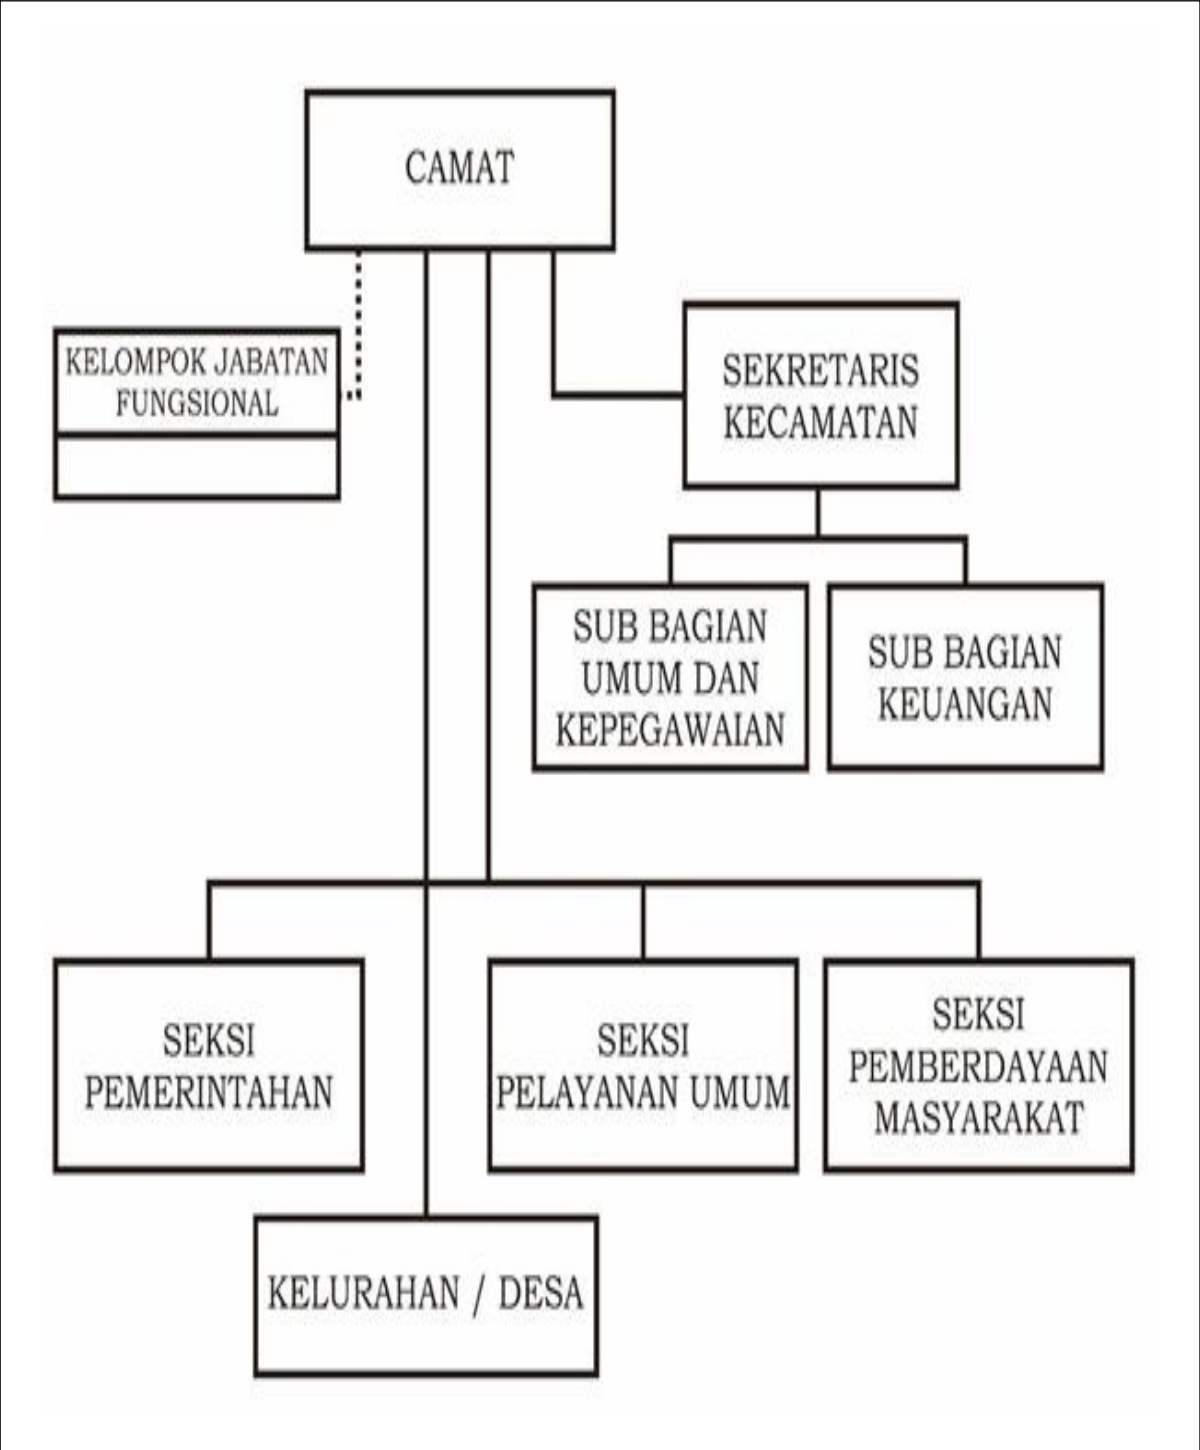 CAMAT
KELOMPOK JABATAN
FUNGSIONAL
SEKRETARIS
KECAMATAN
SUB BAGIAN
UMUM DAN
KEPEGAWAIAN
SUB BAGIAN
KEUANGAN
SEKSI
PEMERINTAHAN
SEKSI
PELAYANAN UMUM
SEKSI
PEMBERDAYAAN
MASYARAKAT
KELURAHAN / DESA